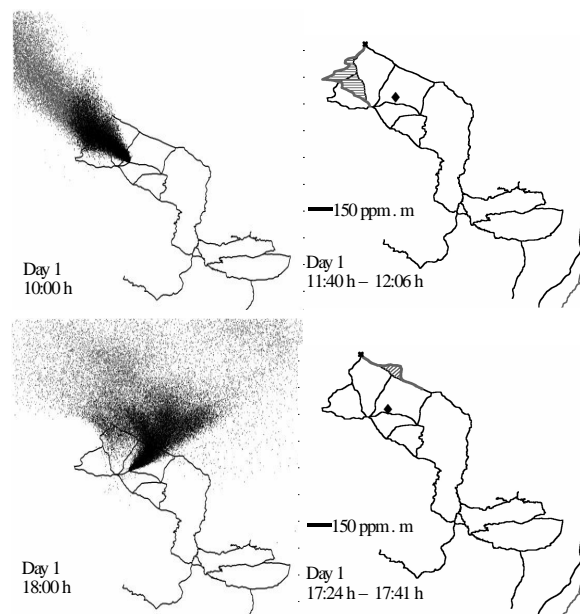 Day 1
10:00 h
150 ppm . m
Day 1
11:40 h – 12:06 h
Day 1
18:00 h
150 ppm . m
Day 1
17:24 h – 17:41 h